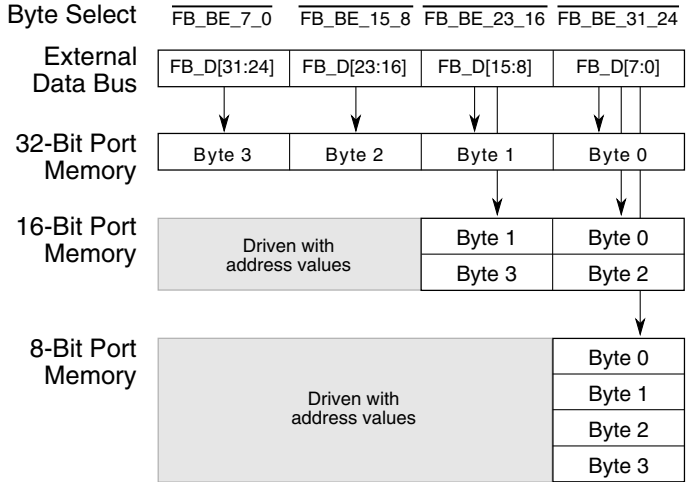 Byte Select FB_BE_7_0 FB_BE_15_8 FB_BE_23_16 FB_BE_31_24
External
Data Bus
FB_D[31:24] FB_D[23:16] FB_D[15:8] FB_D[7:0]
32-Bit Port
Memory
Byte 3 Byte 2 Byte 1 Byte 0
16-Bit Port
Memory
Driven with
address values
Byte 1 Byte 0
Byte 3 Byte 2
8-Bit Port
Memory
Driven with
address values
Byte 0
Byte 1
Byte 2
Byte 3